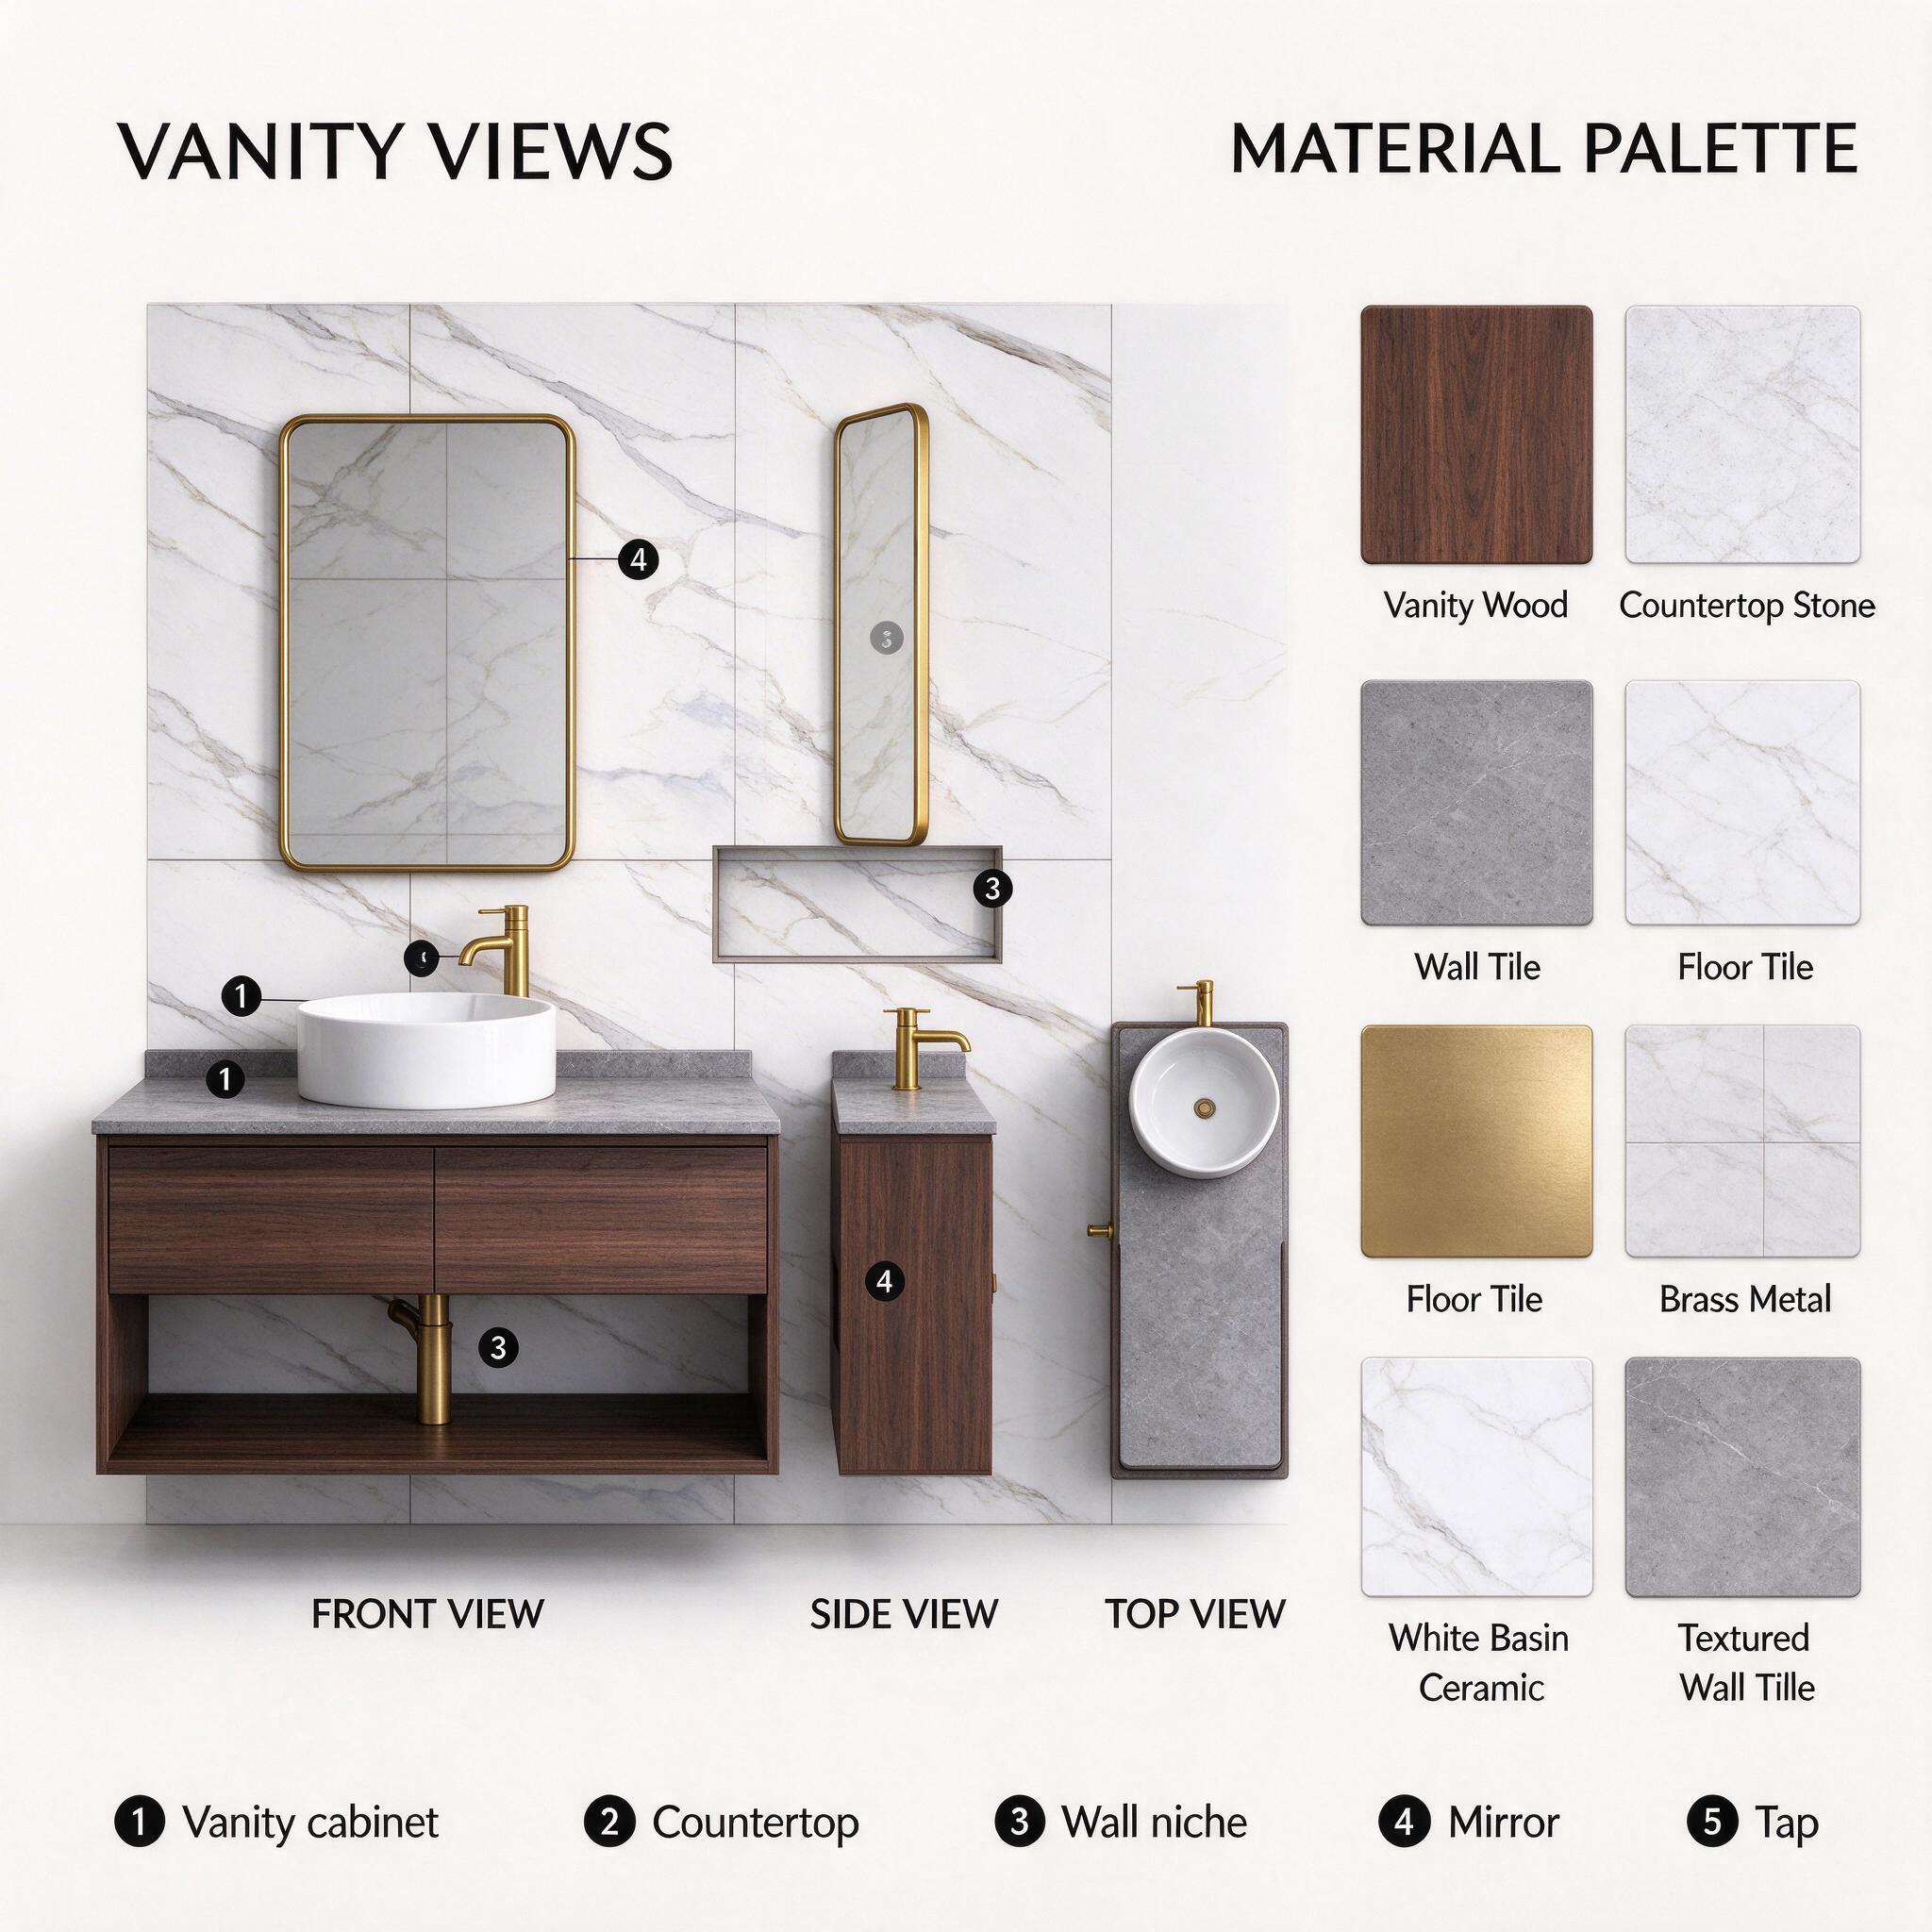 VANITY VIEWS
MATERIAL PALETTE
4
3
1
1
4
3
Vanity Wood
Countertop Stone
Wall Tile
Floor Tile
Floor Tile
Brass Metal
White Basin
Ceramic
Textured
Wall Tille
FRONT VIEW
SIDE VIEW
TOP VIEW
1 Vanity cabinet
2 Countertop
3 Wall niche
4 Mirror
5 Tap